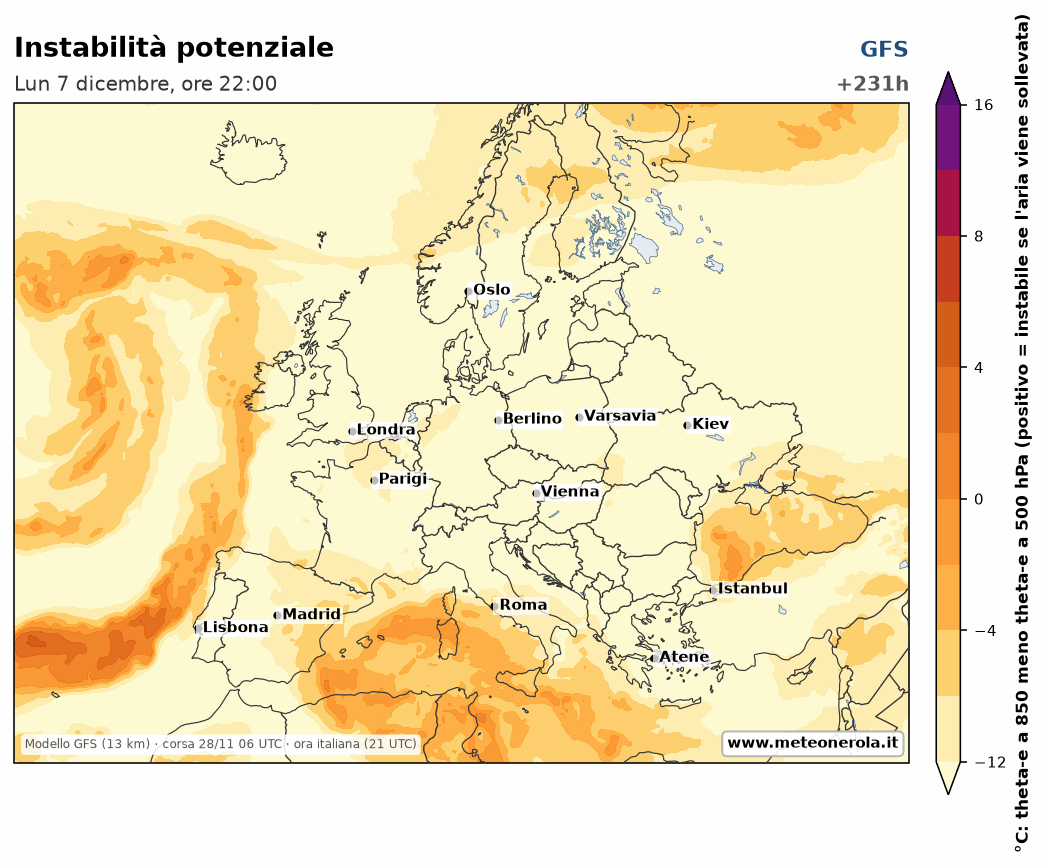 Instabilità potenziale
GFS
Lun 7 dicembre, ore 22:00
+231h
16
8
4
0
−4
−12
°C: theta-e a 850 meno theta-e a 500 hPa (positivo = instabile se l'aria viene sollevata)
Oslo
Berlino
Varsavia
Kiev
Londra
Parigi
Vienna
Istanbul
Roma
Madrid
Lisbona
Atene
Modello GFS (13 km) · corsa 28/11 06 UTC · ora italiana (21 UTC)
www.meteonerola.it